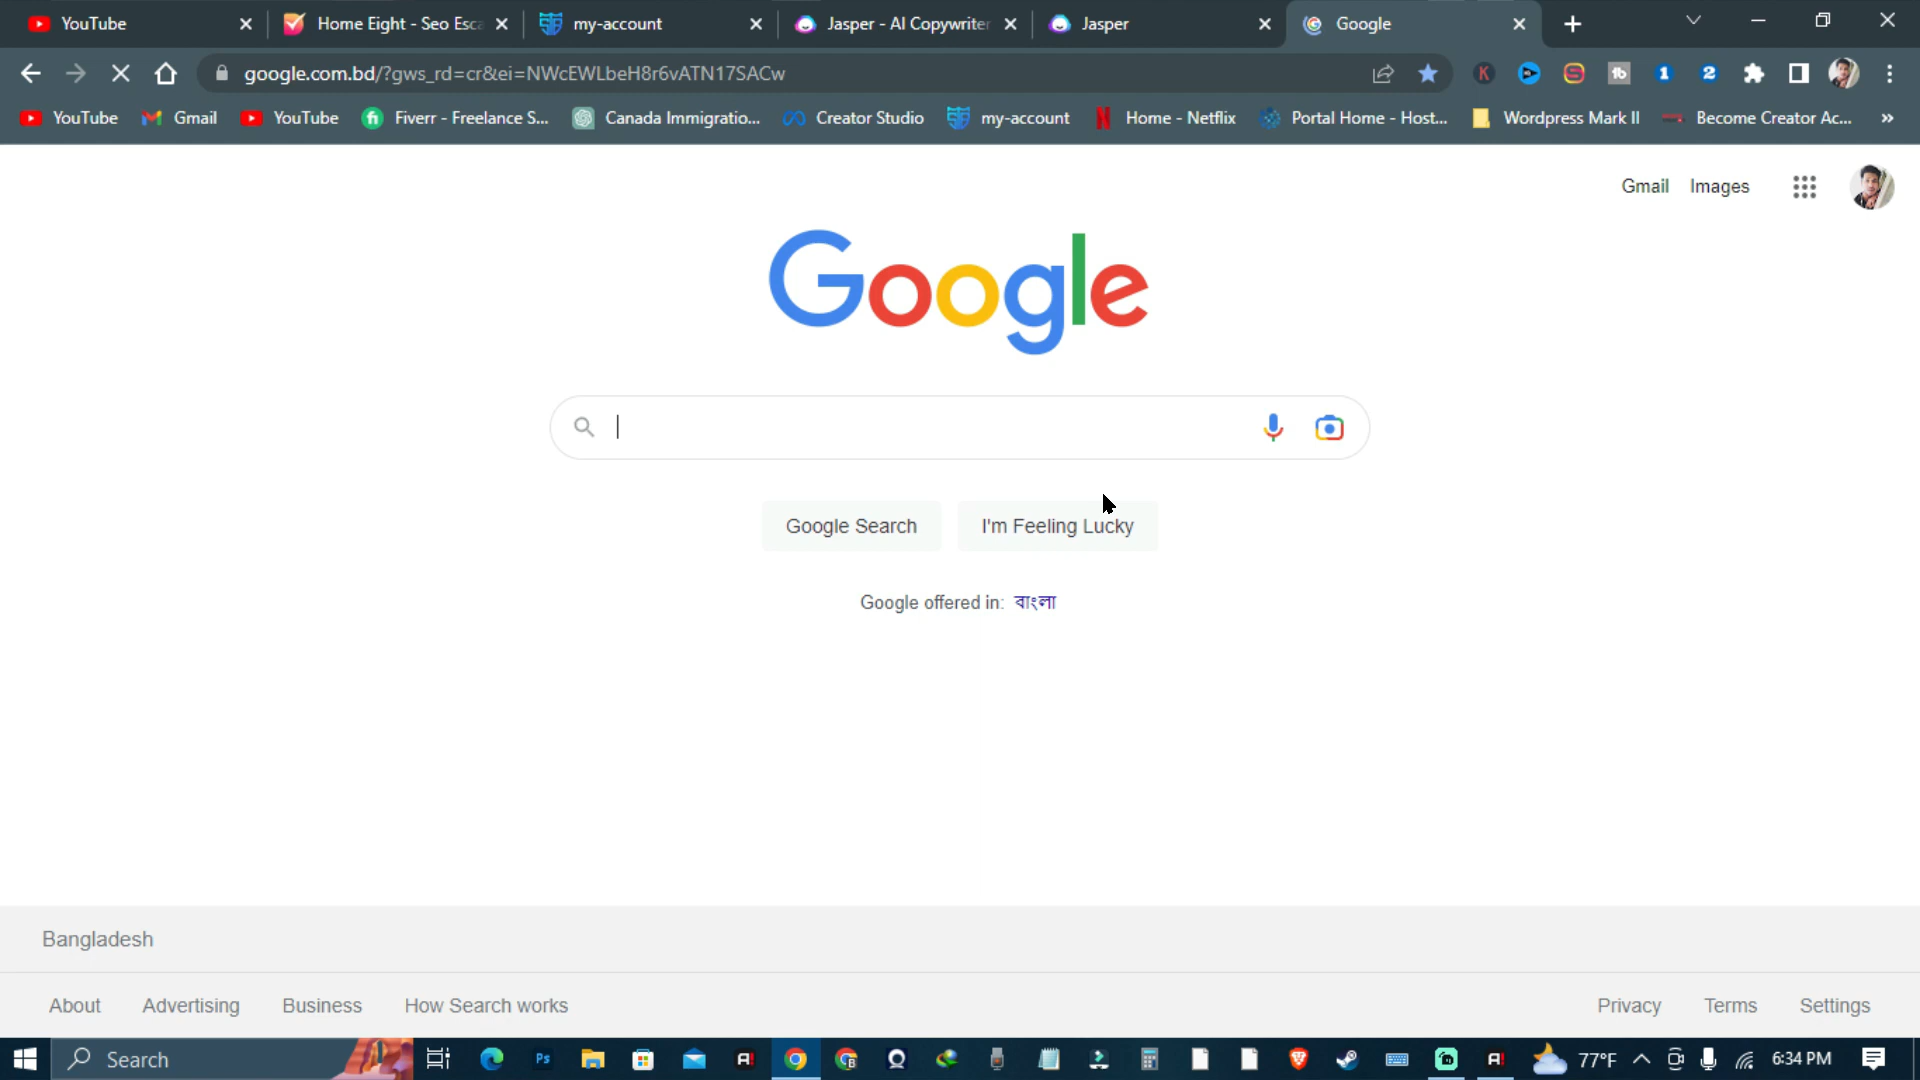 YouTube
Home Eight - Seo Esca
my-account
Jasper - AI Copywriter
Jasper
Google
google.com.bd/?gws_rd=cr&ei=NWcEWLbeH8r6vATN17SACw
YouTube
Gmail
YouTube
Fiverr - Freelance S...
Canada Immigratio...
Creator Studio
my-account
Home - Netflix
Portal Home - Host...
Wordpress Mark II
Become Creator Ac...
»
Gmail Images
Google
Google Search
I'm Feeling Lucky
Google offered in: বাংলা
Bangladesh
About
Advertising
Business
How Search works
Privacy
Terms
Settings
Search
77°F
6:34 PM